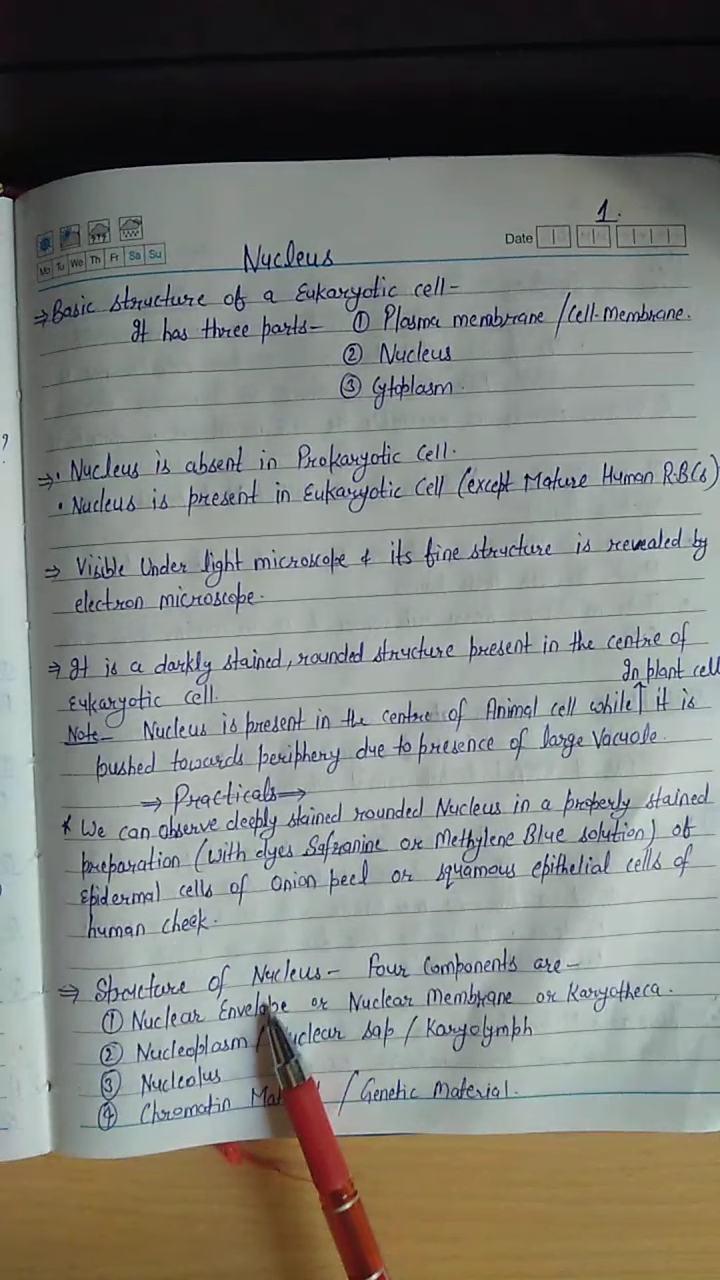 1.
Date
Mo Tu We Th Fr Sa Su
Nucleus
⇒ Basic structure of a Eukaryotic cell-
It has three parts- ① Plasma membrane / Cell-Membrane.
② Nucleus
③ Cytoplasm.
⇒ • Nucleus is absent in Prokaryotic Cell.
• Nucleus is present in Eukaryotic Cell (except Mature Human R.B.Cs)
⇒ Visible Under light microscope & its fine structure is revealed by
electron microscope.
⇒ It is a darkly stained, rounded structure present in the centre of
Eukaryotic cell.
In plant cell
Note- Nucleus is present in the centre of Animal cell while ↑ it is
pushed towards periphery due to presence of large Vacuole.
⇒ Practicals ⇒
* We can observe deeply stained rounded Nucleus in a properly stained
preparation (with dyes Safranine or Methylene Blue solution) of
Epidermal cells of Onion peel or squamous epithelial cells of
human cheek.
⇒ Structure of Nucleus- Four Components are-
① Nuclear Envelope or Nuclear Membrane or Karyotheca.
② Nucleoplasm / Nuclear Sap / Karyolymph
③ Nucleolus
④ Chromatin / Genetic Material.
?